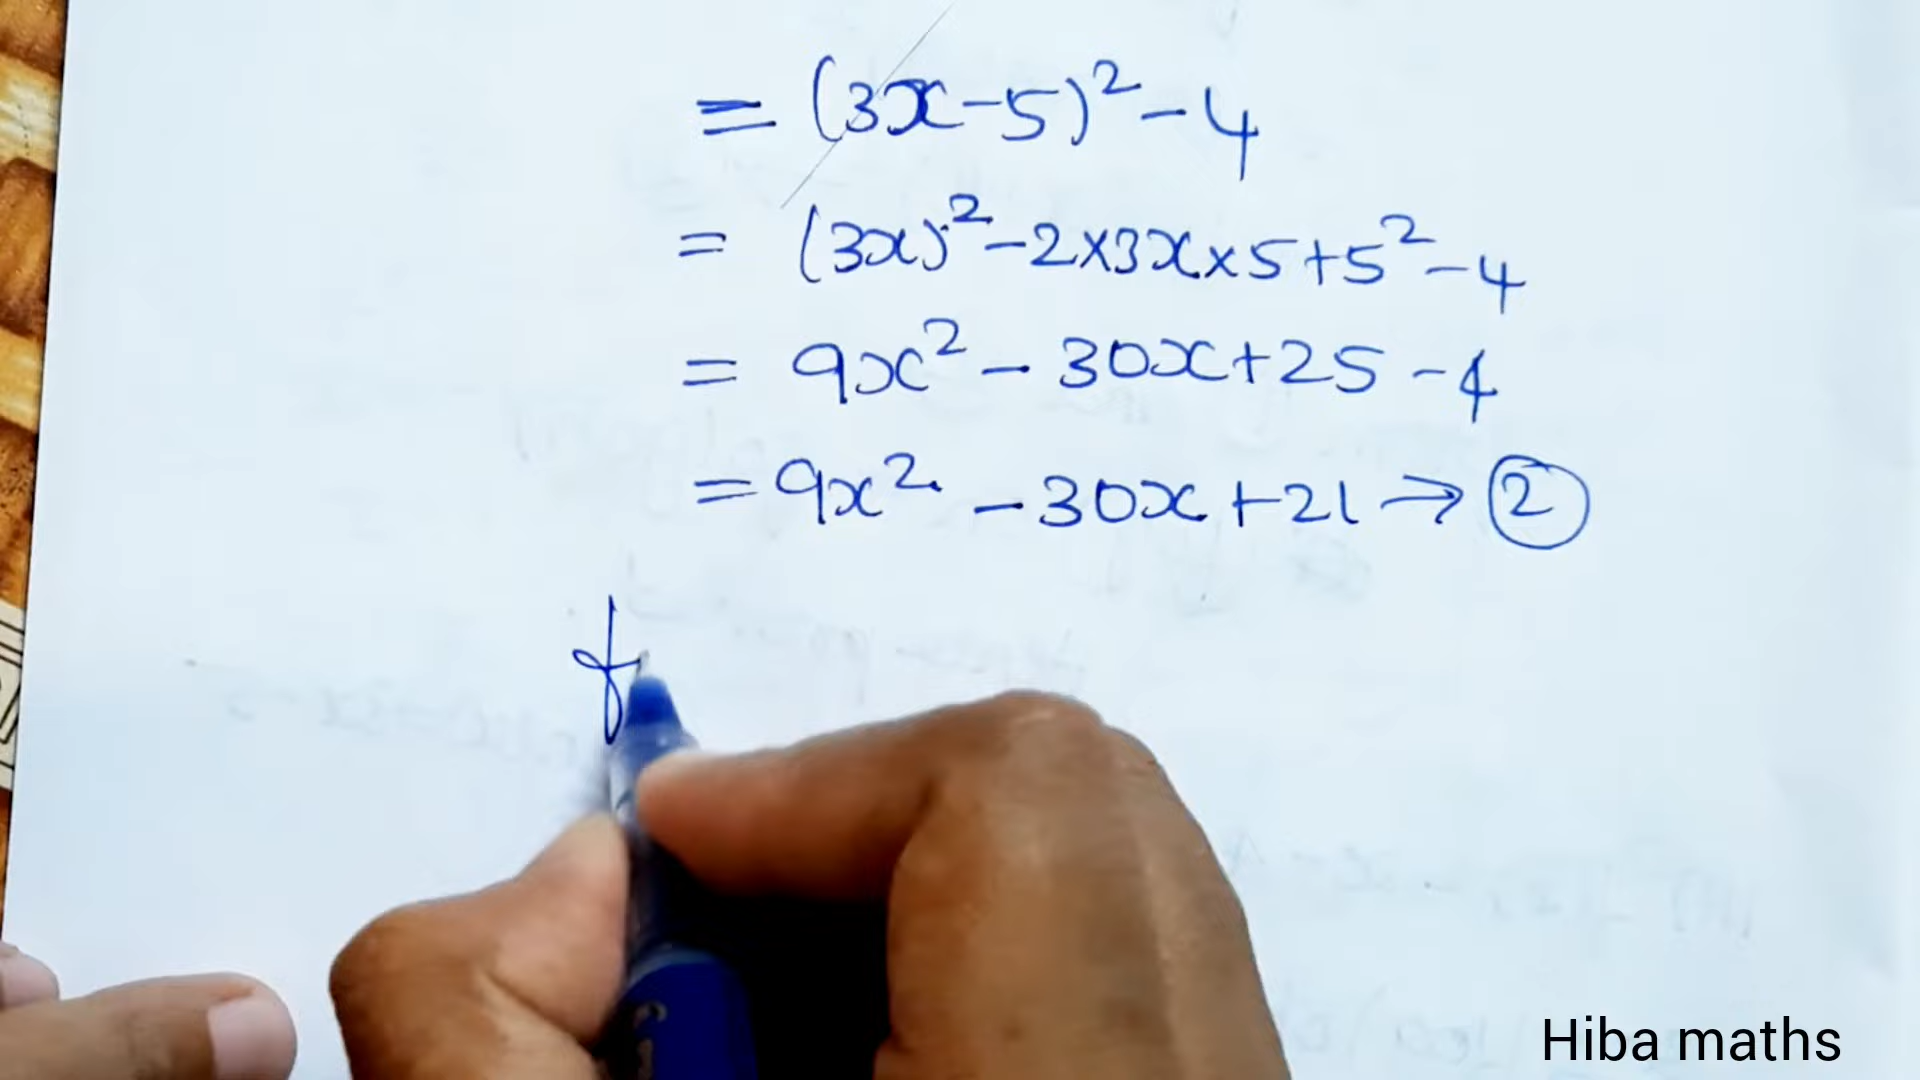 = (3x-5)² - 4
= (3x)² - 2×3x×5+5² - 4
= 9x² - 30x+25 - 4
= 9x² - 30x+21 → ②
f
Hiba maths